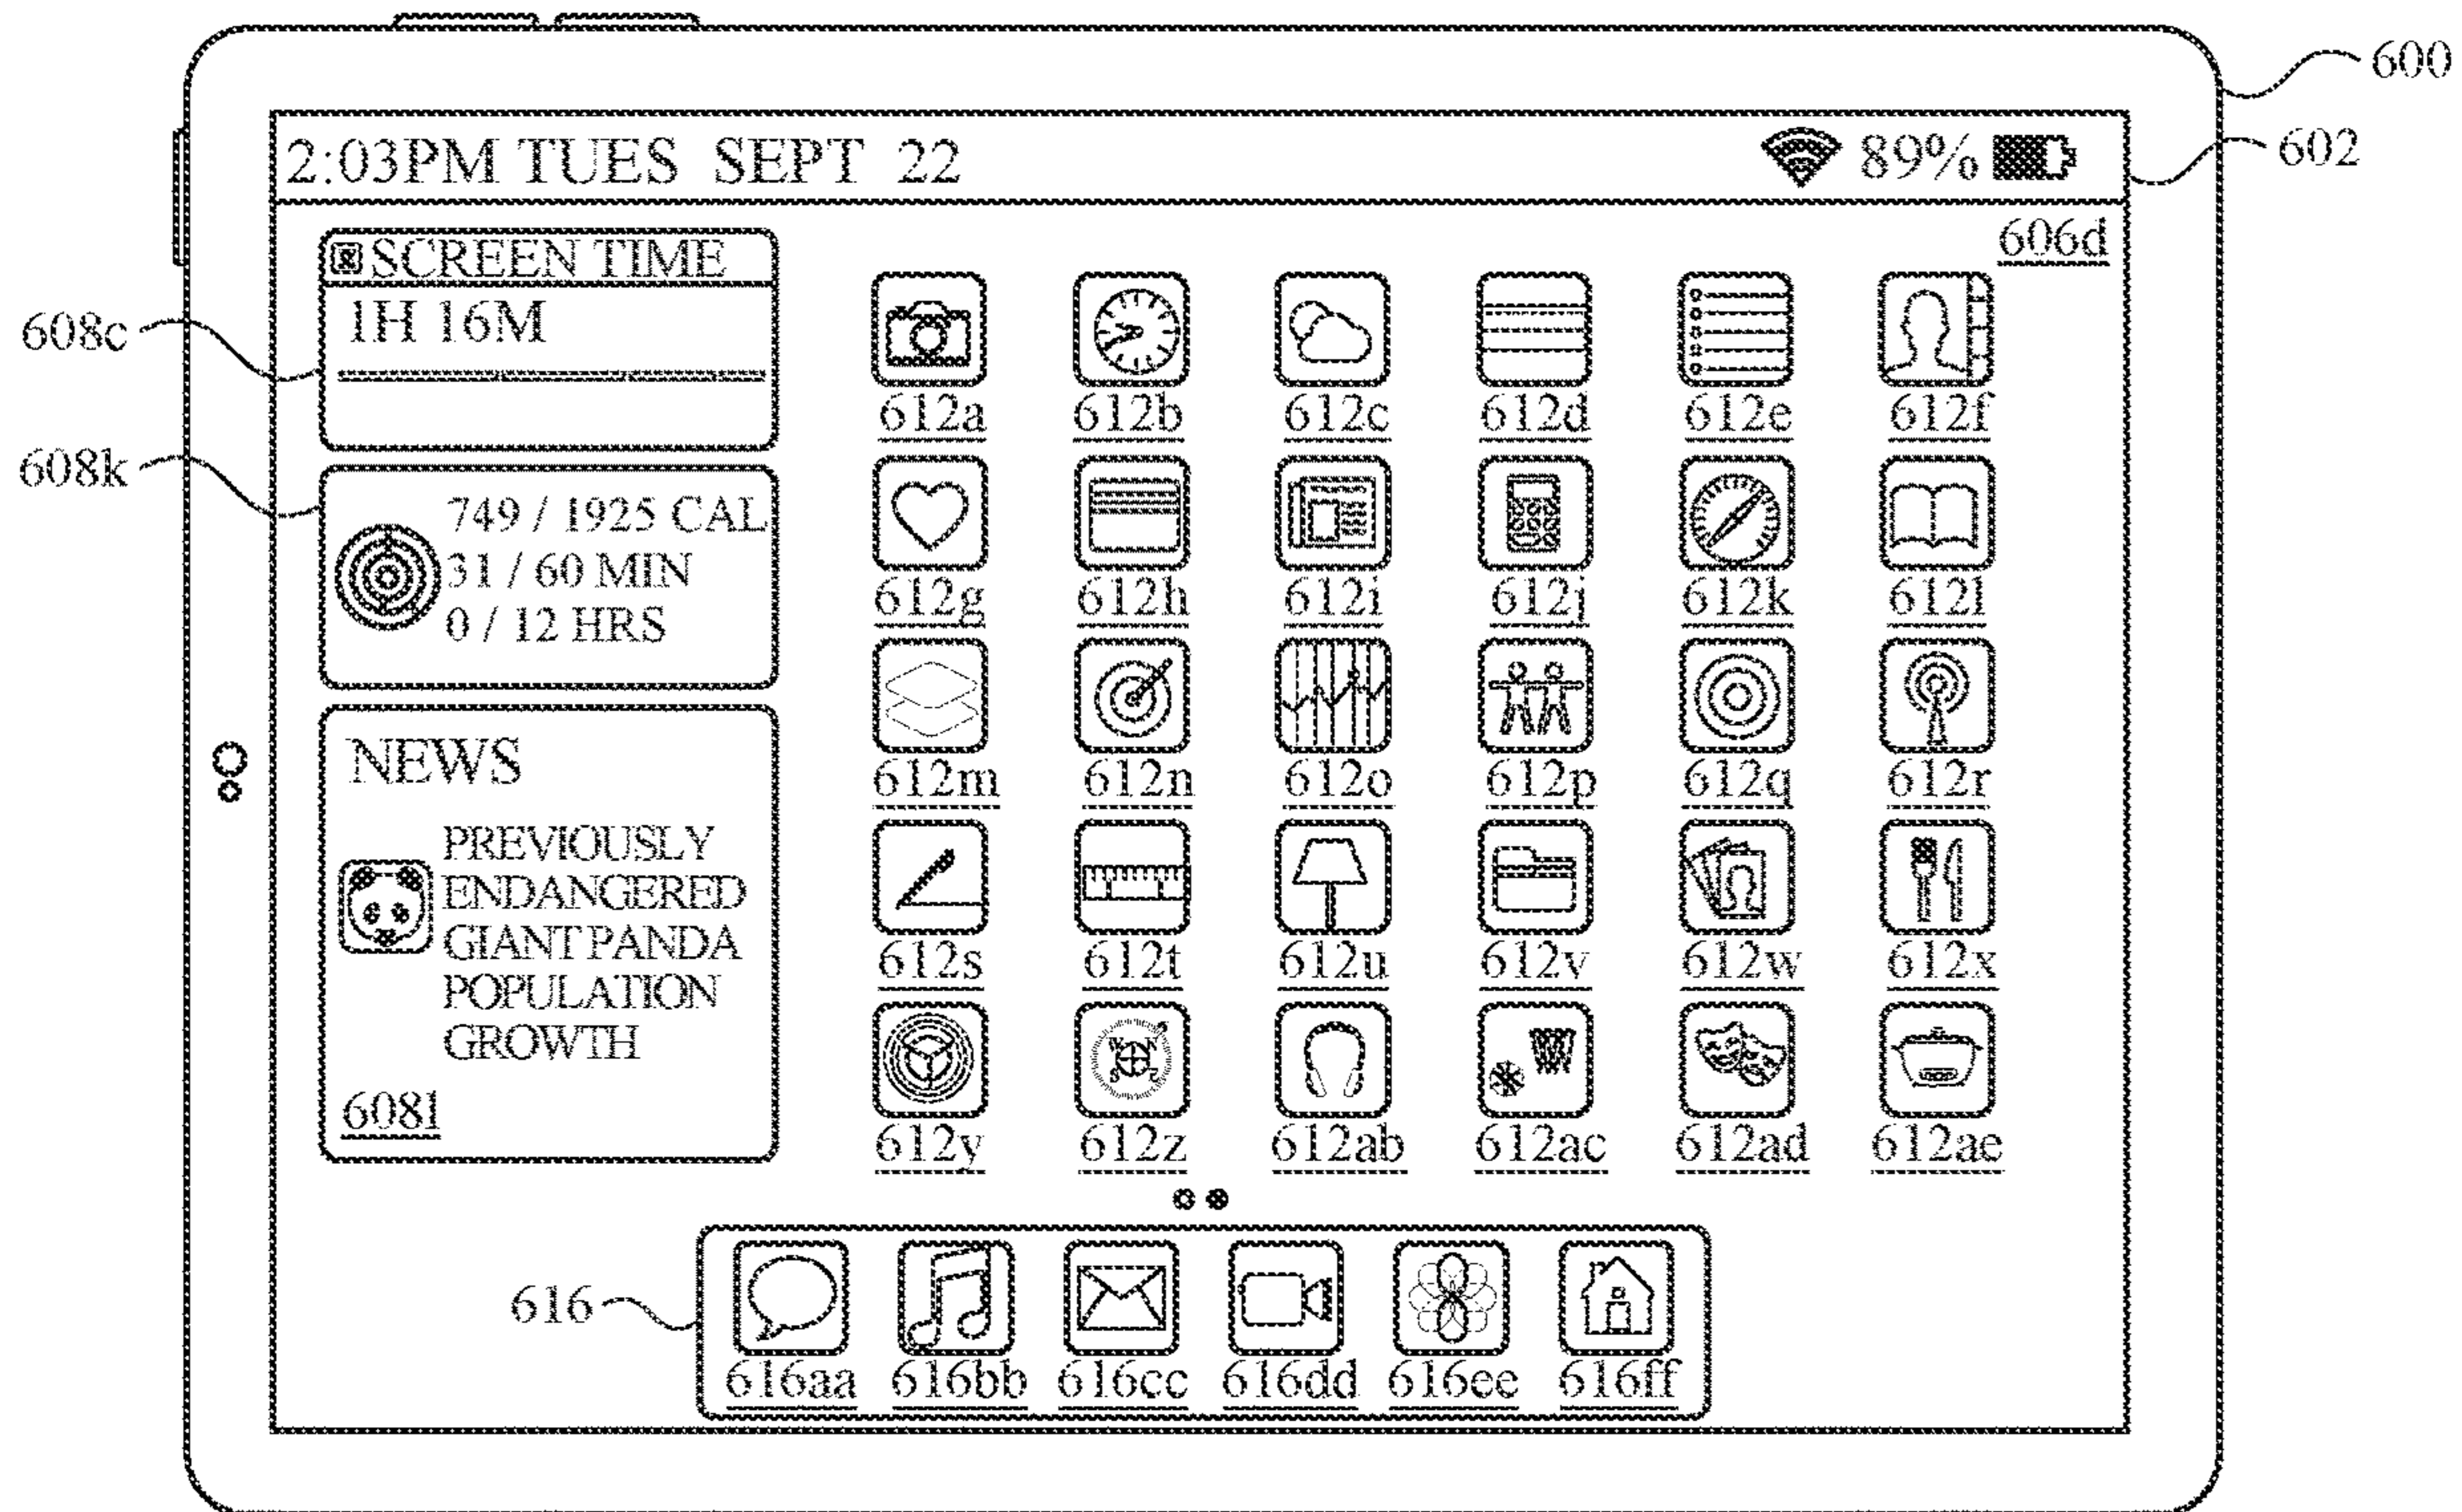 600
2:03PM TUES SEPT 22
89%
602
606d
SCREEN TIME
1H 16M
608c
608k
749 / 1925 CAL
31 / 60 MIN
0 / 12 HRS
NEWS
PREVIOUSLY
ENDANGERED
GIANT PANDA
POPULATION
GROWTH
608l
612a 612b 612c 612d 612e 612f
612g 612h 612i 612j 612k 612l
612m 612n 612o 612p 612q 612r
612s 612t 612u 612v 612w 612x
612y 612z 612ab 612ac 612ad 612ae
616
616aa 616bb 616cc 616dd 616ee 616ff